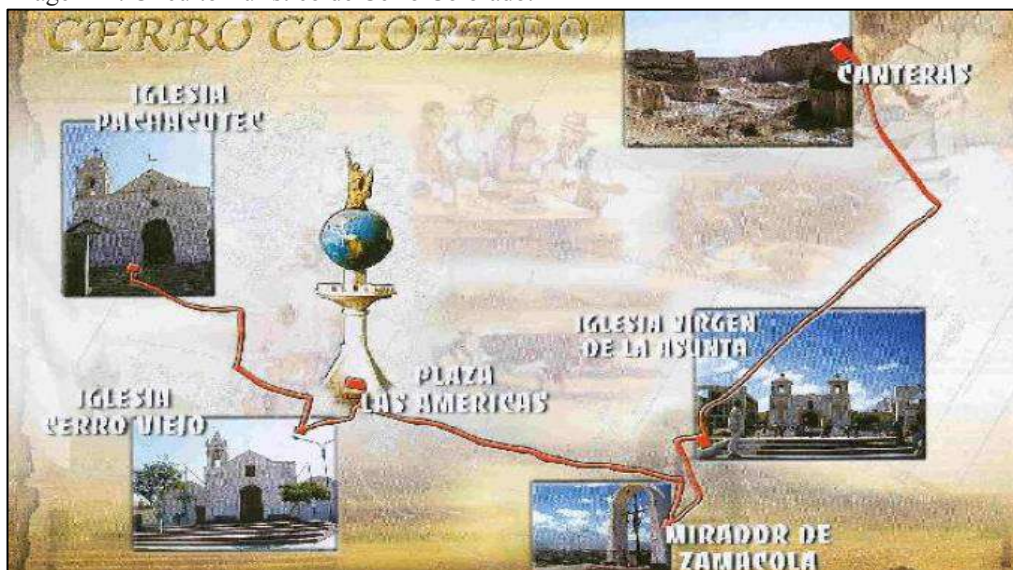 CERRO COLORADO
CANTERAS
IGLESIA
PACHACUTEC
IGLESIA VIRGEN
DE LA ASUNTA
PLAZA
LAS AMERICAS
IGLESIA
CERRO VIEJO
MIRADOR DE
ZAMACOLA